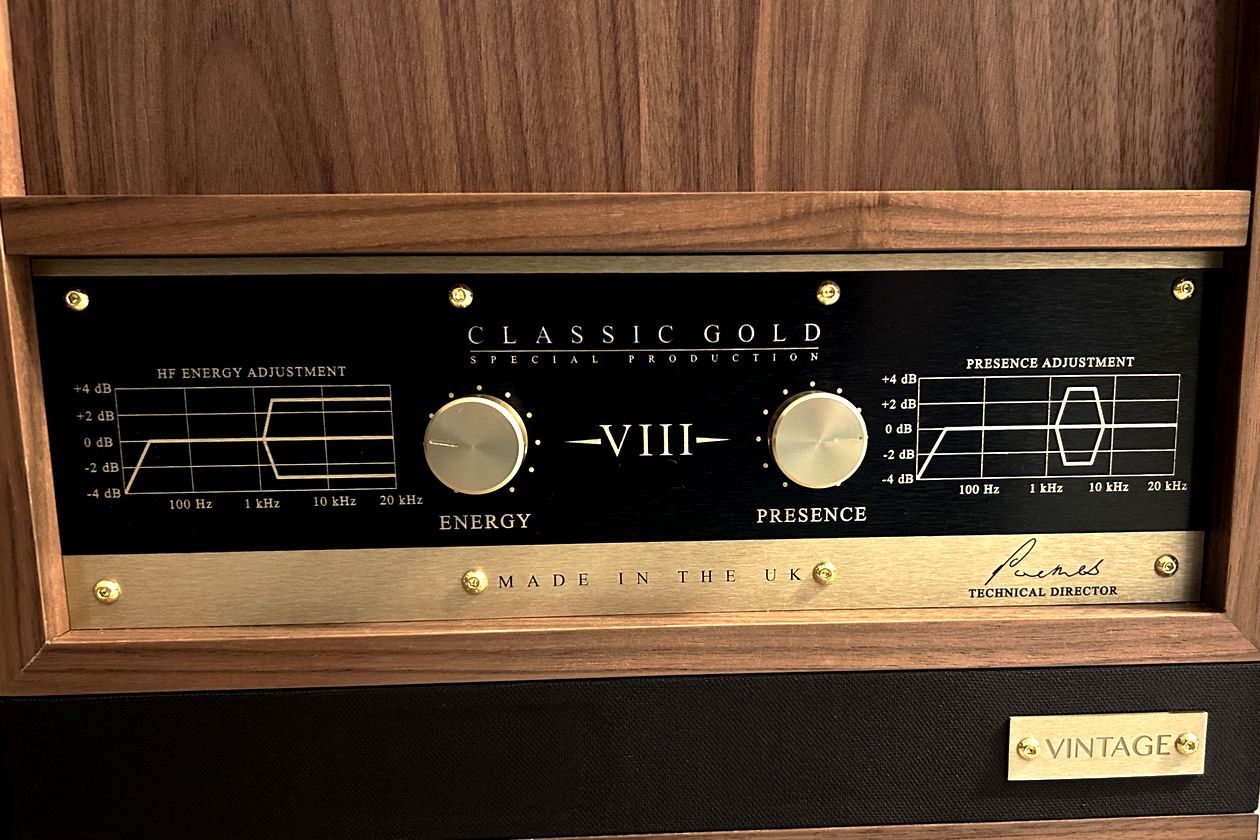 CLASSIC GOLD
SPECIAL PRODUCTION
HF ENERGY ADJUSTMENT
+4 dB
+2 dB
0 dB
-2 dB
-4 dB
100 Hz 1 kHz 10 kHz 20 kHz
ENERGY
VIII
PRESENCE
PRESENCE ADJUSTMENT
+4 dB
+2 dB
0 dB
-2 dB
-4 dB
100 Hz 1 kHz 10 kHz 20 kHz
MADE IN THE UK
TECHNICAL DIRECTOR
VINTAGE